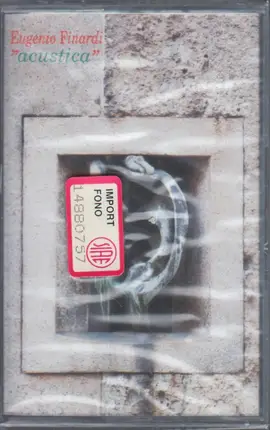 Eugenio Finardi
"acustica"
IMPORT
FONO
SIAE
14880757